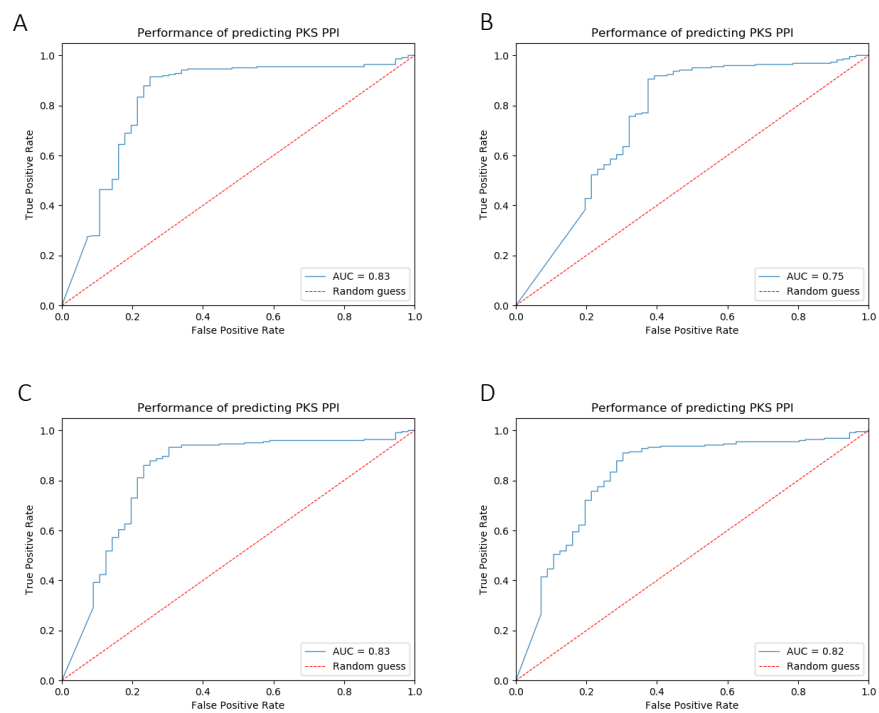 A
Performance of predicting PKS PPI
True Positive Rate
1.0
0.8
0.6
0.4
0.2
0.0
0.0 0.2 0.4 0.6 0.8 1.0
False Positive Rate
AUC = 0.83
Random guess
B
Performance of predicting PKS PPI
True Positive Rate
1.0
0.8
0.6
0.4
0.2
0.0
0.0 0.2 0.4 0.6 0.8 1.0
False Positive Rate
AUC = 0.75
Random guess
C
Performance of predicting PKS PPI
True Positive Rate
1.0
0.8
0.6
0.4
0.2
0.0
0.0 0.2 0.4 0.6 0.8 1.0
False Positive Rate
AUC = 0.83
Random guess
D
Performance of predicting PKS PPI
True Positive Rate
1.0
0.8
0.6
0.4
0.2
0.0
0.0 0.2 0.4 0.6 0.8 1.0
False Positive Rate
AUC = 0.82
Random guess